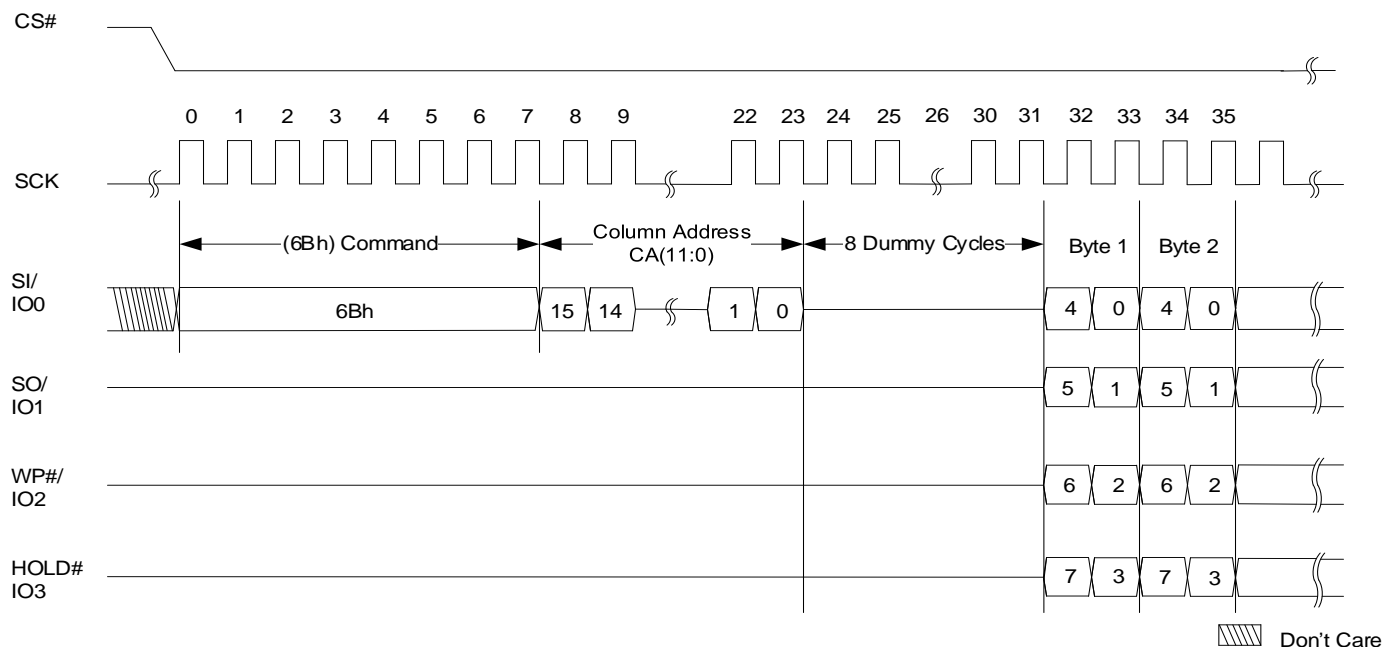 CS#
0 1 2 3 4 5 6 7 8 9 22 23 24 25 26 30 31 32 33 34 35
SCK
(6Bh) Command
Column Address
CA(11:0)
8 Dummy Cycles
Byte 1
Byte 2
SI/
IO0
6Bh 15 14 1 0 4 0 4 0
SO/
IO1
5 1 5 1
WP#/
IO2
6 2 6 2
HOLD#
IO3
7 3 7 3
Don't Care